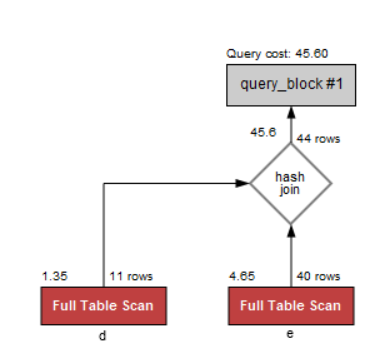 Query cost: 45.60
query_block #1
45.6
44 rows
hash
join
1.35
11 rows
4.65
40 rows
Full Table Scan
Full Table Scan
d
e